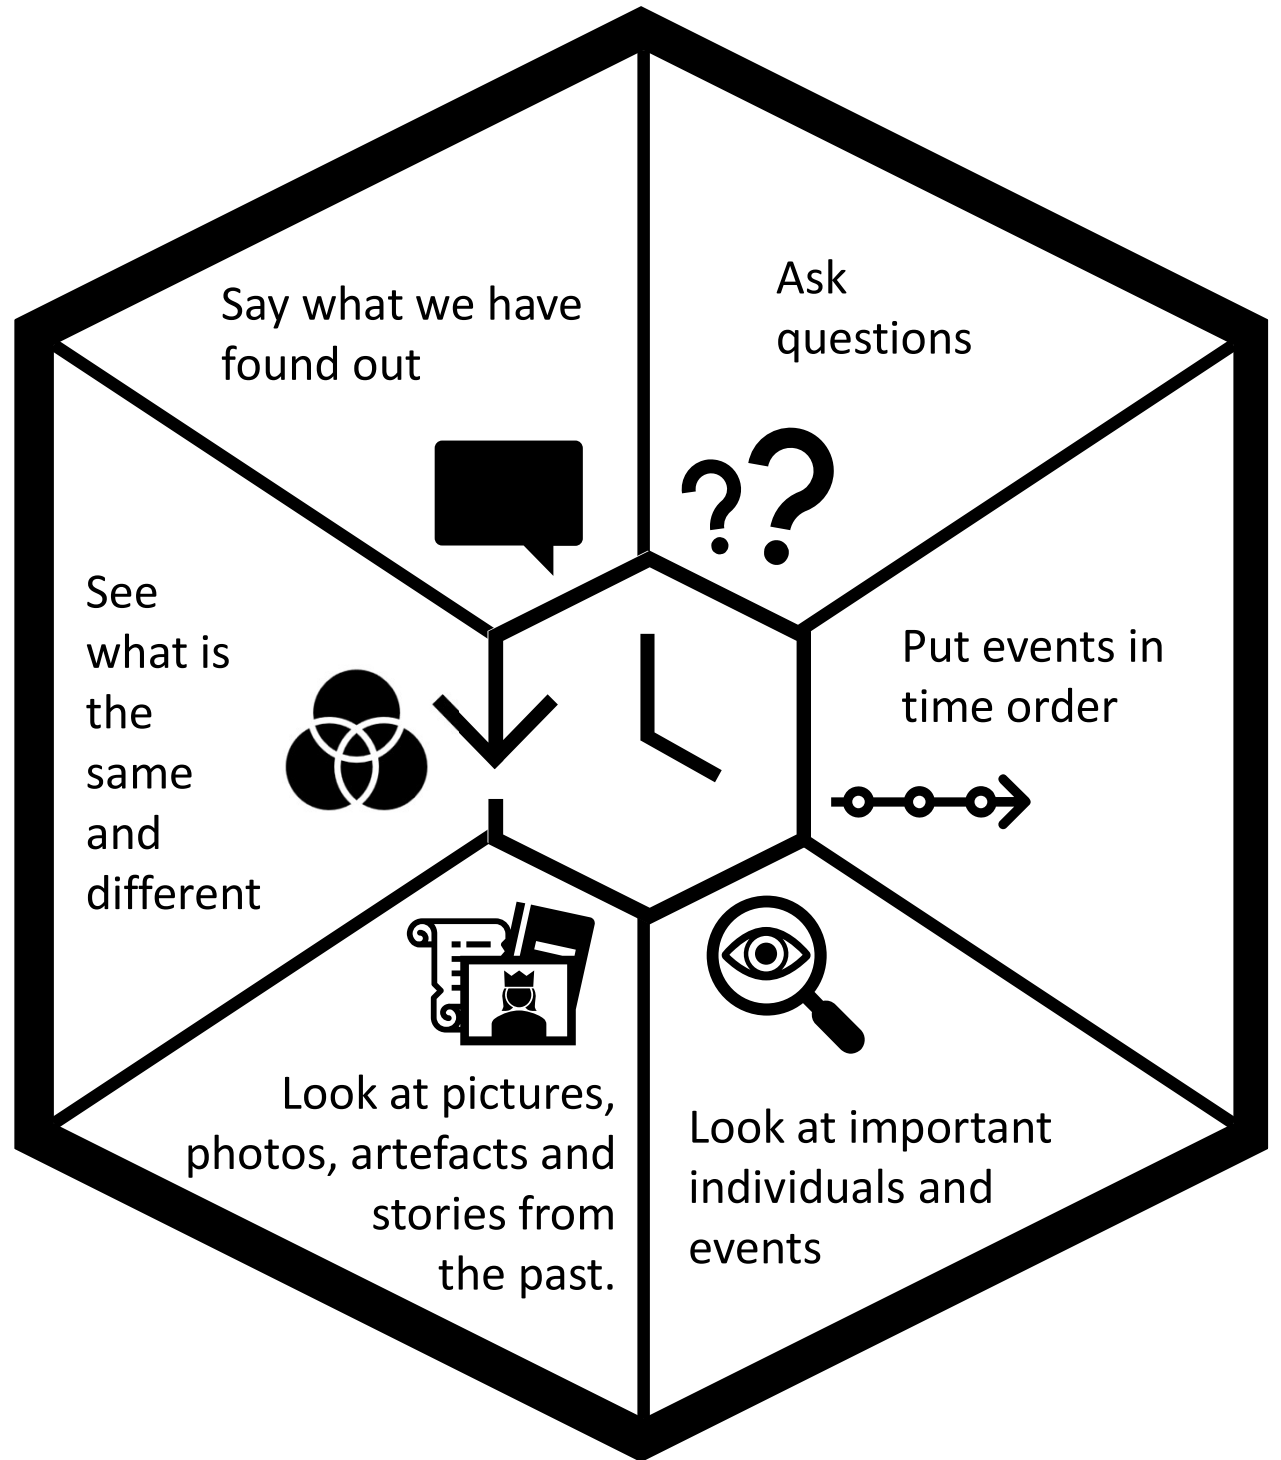 Say what we have
found out
Ask
questions
Put events in
time order
Look at important
individuals and
events
Look at pictures,
photos, artefacts and
stories from
the past.
See
what is
the
same
and
different
??